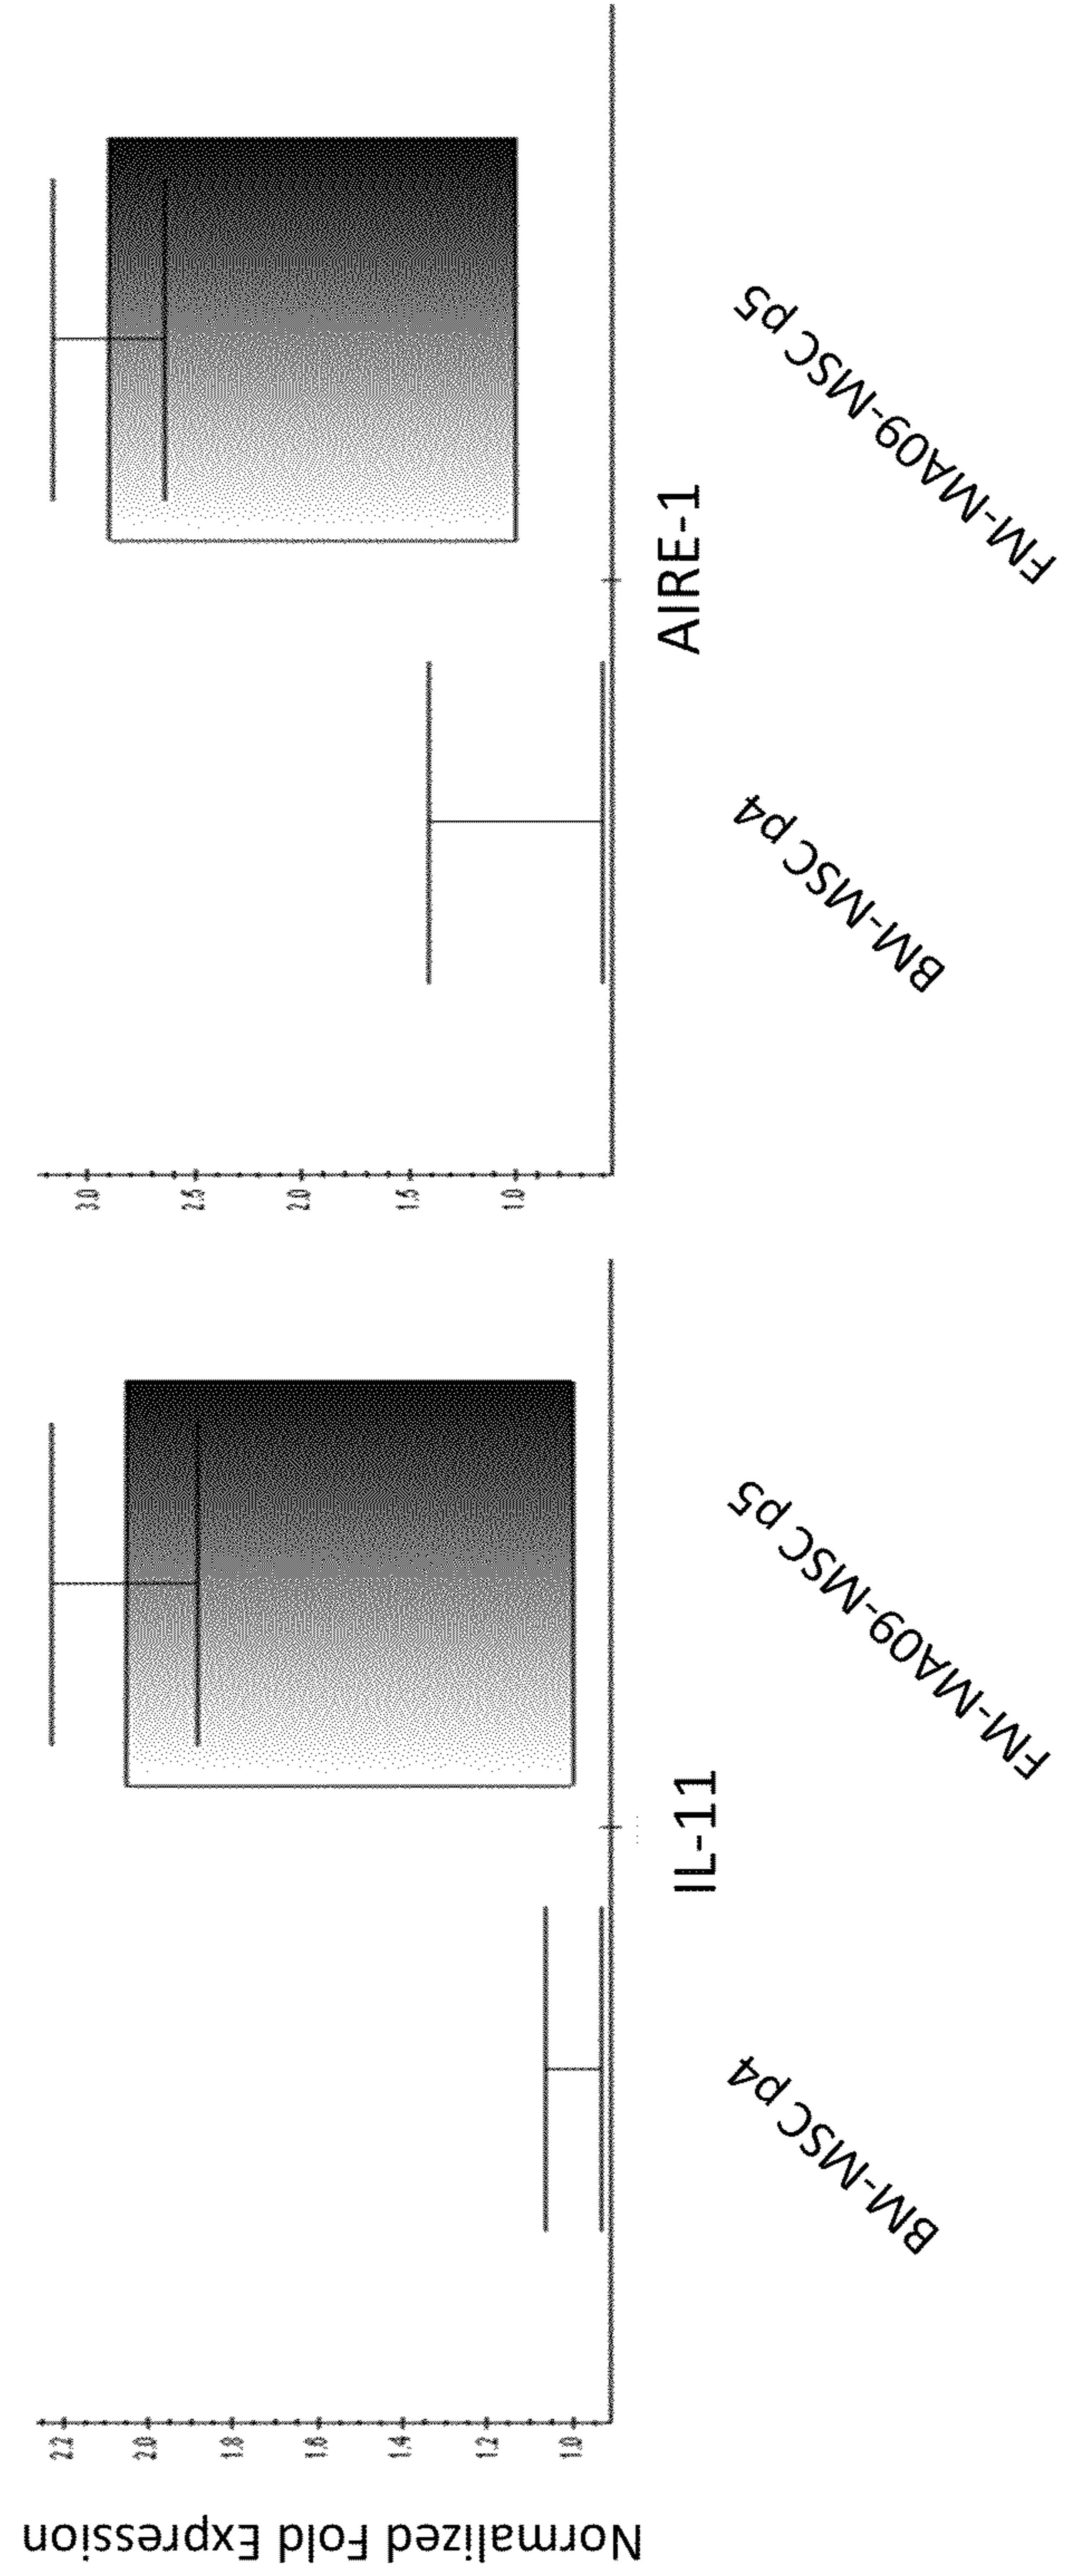 Normalized Fold Expression
2.2
2.0
1.8
1.6
1.4
1.2
1.0
BM-MSC p4
FM-MA09-MSC p5
IL-11
3.0
2.5
2.0
1.5
1.0
BM-MSC p4
FM-MA09-MSC p5
AIRE-1